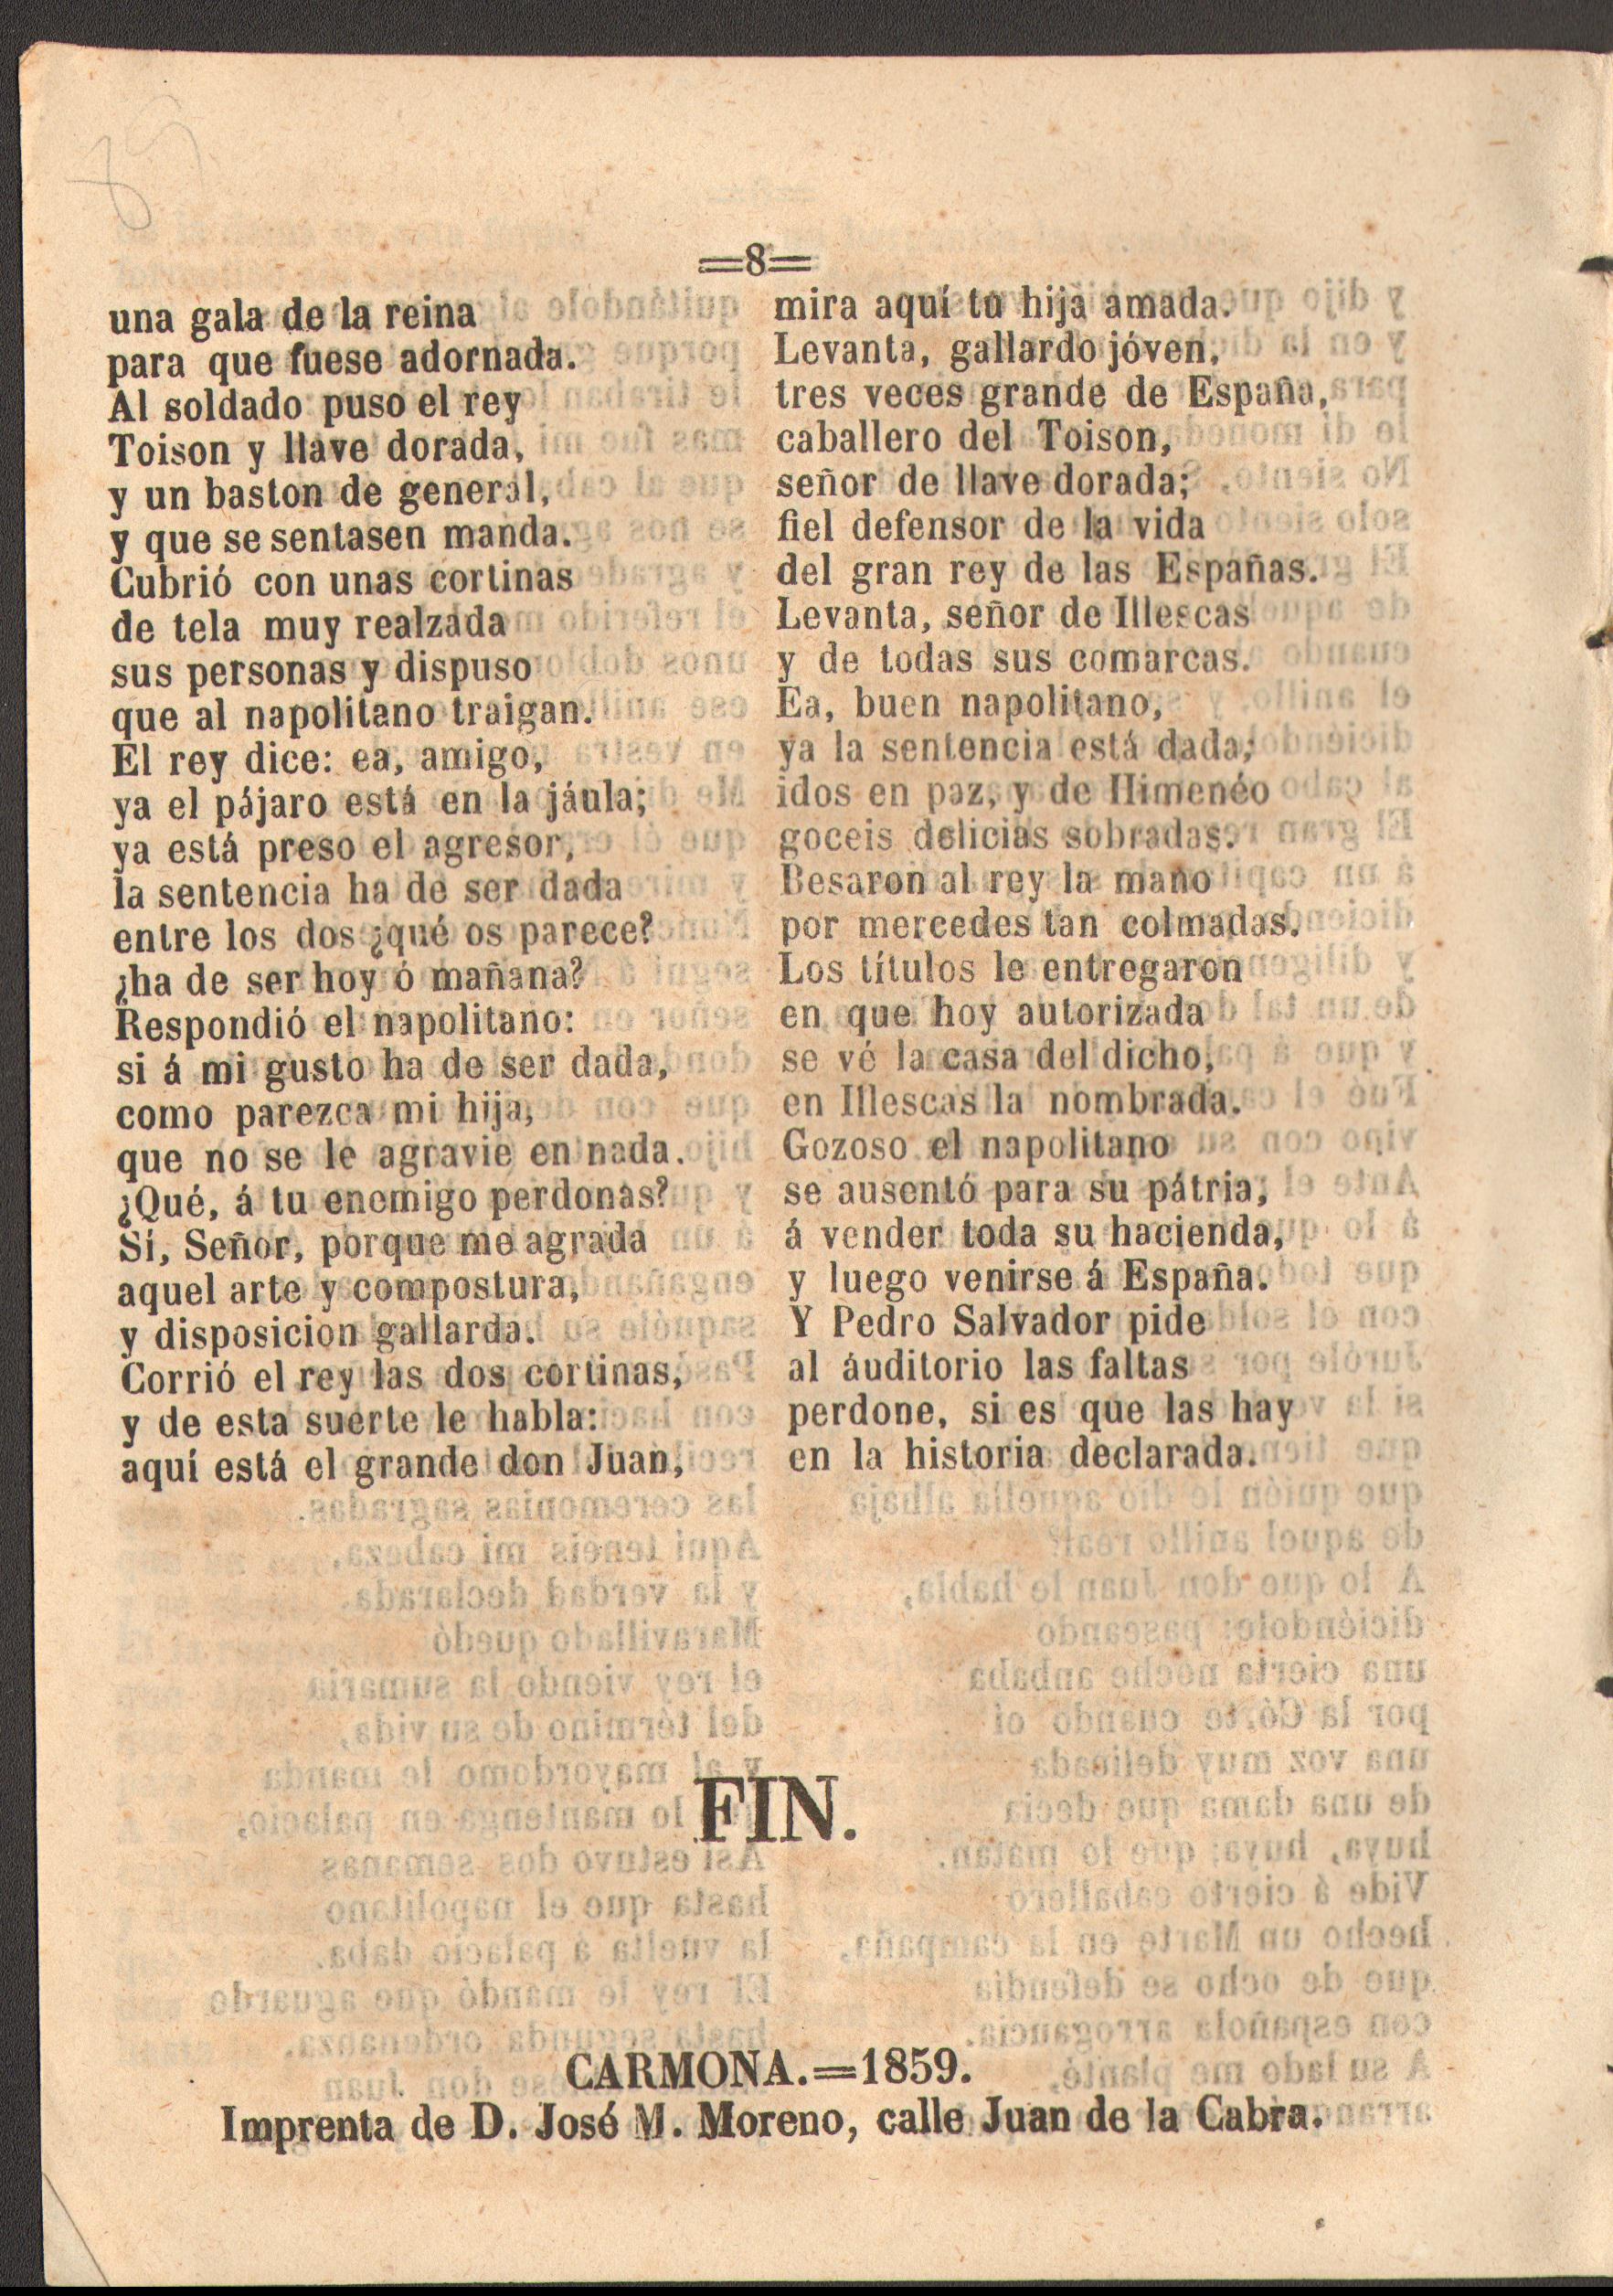 =8=
una gala de la reina
para que fuese adornada.
Al soldado puso el rey
Toison y llave dorada,
y un baston de general,
y que se sentasen manda.
Cubrió con unas cortinas
de tela muy realzada
sus personas y dispuso
que al napolitano traigan.
El rey dice: ea, amigo,
ya el pájaro está en la jáula;
ya está preso el agresor,
la sentencia ha de ser dada
entre los dos ¿qué os parece?
¿ha de ser hoy ó mañana?
Respondió el napolitano:
si á mi gusto ha de ser dada,
como parezca mi hija,
que no se le agravie en nada.
¿Qué, á tu enemigo perdonas?
Si, Señor, porque me agrada
aquel arte y compostura,
y disposicion gallarda.
Corrió el rey las dos cortinas,
y de esta suerte le habla:
aquí está el grande don Juan,
mira aquí tu hija amada.
Levanta, gallardo jóven,
tres veces grande de España,
caballero del Toison,
señor de llave dorada;
fiel defensor de la vida
del gran rey de las Españas.
Levanta, señor de Illescas
y de todas sus comarcas.
Ea, buen napolitano,
ya la sentencia está dada;
idos en paz, y de Himenéo
goceis delicias sobradas.
Besaron al rey la mano
por mercedes tan colmadas.
Los títulos le entregaron
en que hoy autorizada
se vé la casa del dicho,
en Illescas la nombrada.
Gozoso el napolitano
se ausentó para su pátria,
á vender toda su hacienda,
y luego venirse á España.
Y Pedro Salvador pide
al áuditorio las faltas
perdone, si es que las hay
en la historia declarada.
FIN.
CARMONA.=1859.
Imprenta de D. José M. Moreno, calle Juan de la Cabra.